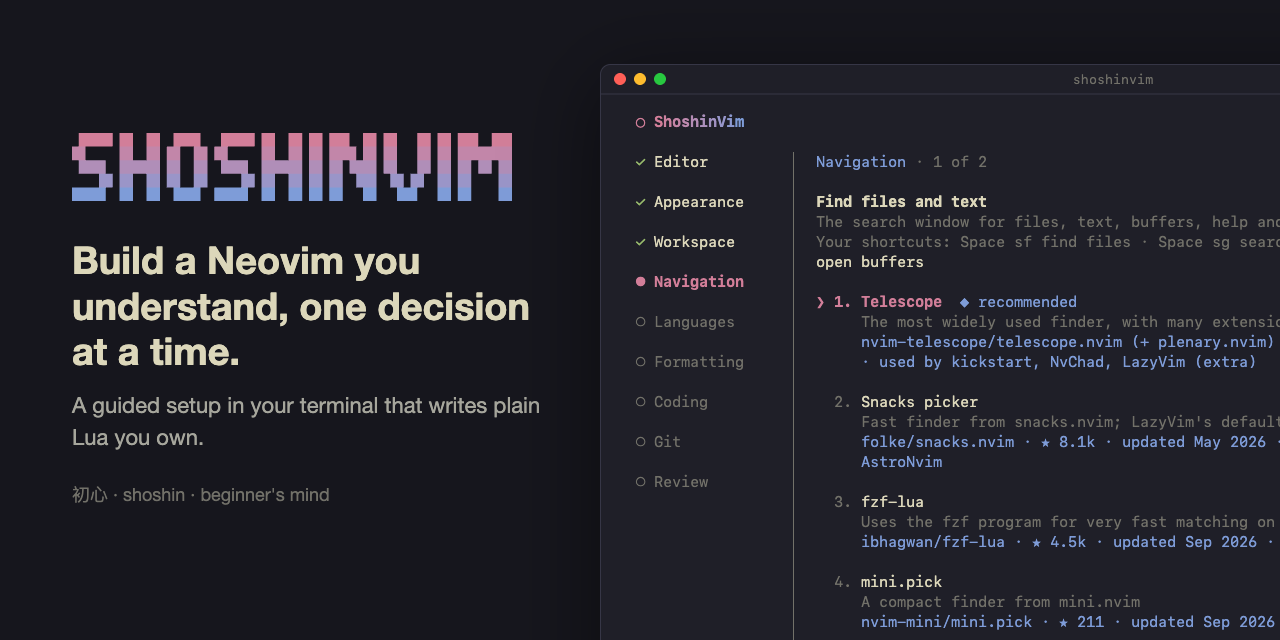 SHOSHINVIM
Build a Neovim you
understand, one decision
at a time.
A guided setup in your terminal that writes plain
Lua you own.
初心 · shoshin · beginner's mind
shoshinvim
○ ShoshinVim
✓ Editor
✓ Appearance
✓ Workspace
● Navigation
○ Languages
○ Formatting
○ Coding
○ Git
○ Review
Navigation · 1 of 2
Find files and text
The search window for files, text, buffers, help and
Your shortcuts: Space sf find files · Space sg
open buffers
❯ 1. Telescope ◆ recommended
The most widely used finder, with many
nvim-telescope/telescope.nvim (+ plenary.nvim)
· used by kickstart, NvChad, LazyVim (extra)
2. Snacks picker
Fast finder from snacks.nvim; LazyVim's default
folke/snacks.nvim · ★ 8.1k · updated May 2026 ·
AstroNvim
3. fzf-lua
Uses the fzf program for very fast matching on
ibhagwan/fzf-lua · ★ 4.5k · updated Sep 2026 ·
4. mini.pick
A compact finder from mini.nvim
nvim-mini/mini.pick · ★ 211 · updated Sep 2026